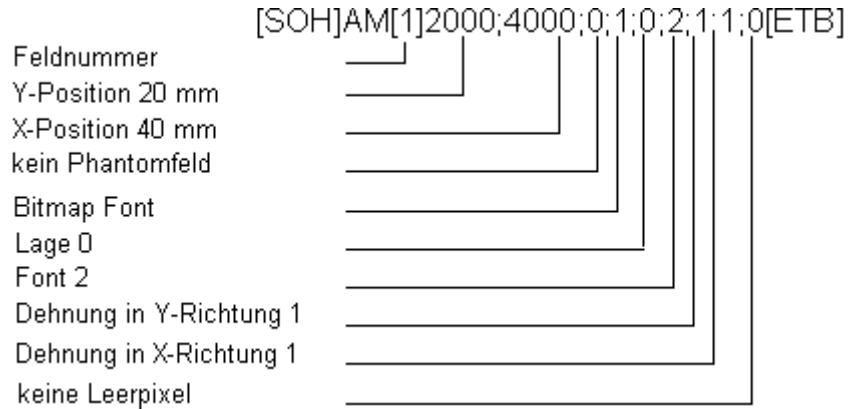 [SOH]AM[1]2000;4000;0;1;0;2;1;1;0[ETB]
Feldnummer
Y-Position 20 mm
X-Position 40 mm
kein Phantomfeld
Bitmap Font
Lage 0
Font 2
Dehnung in Y-Richtung 1
Dehnung in X-Richtung 1
keine Leerpixel